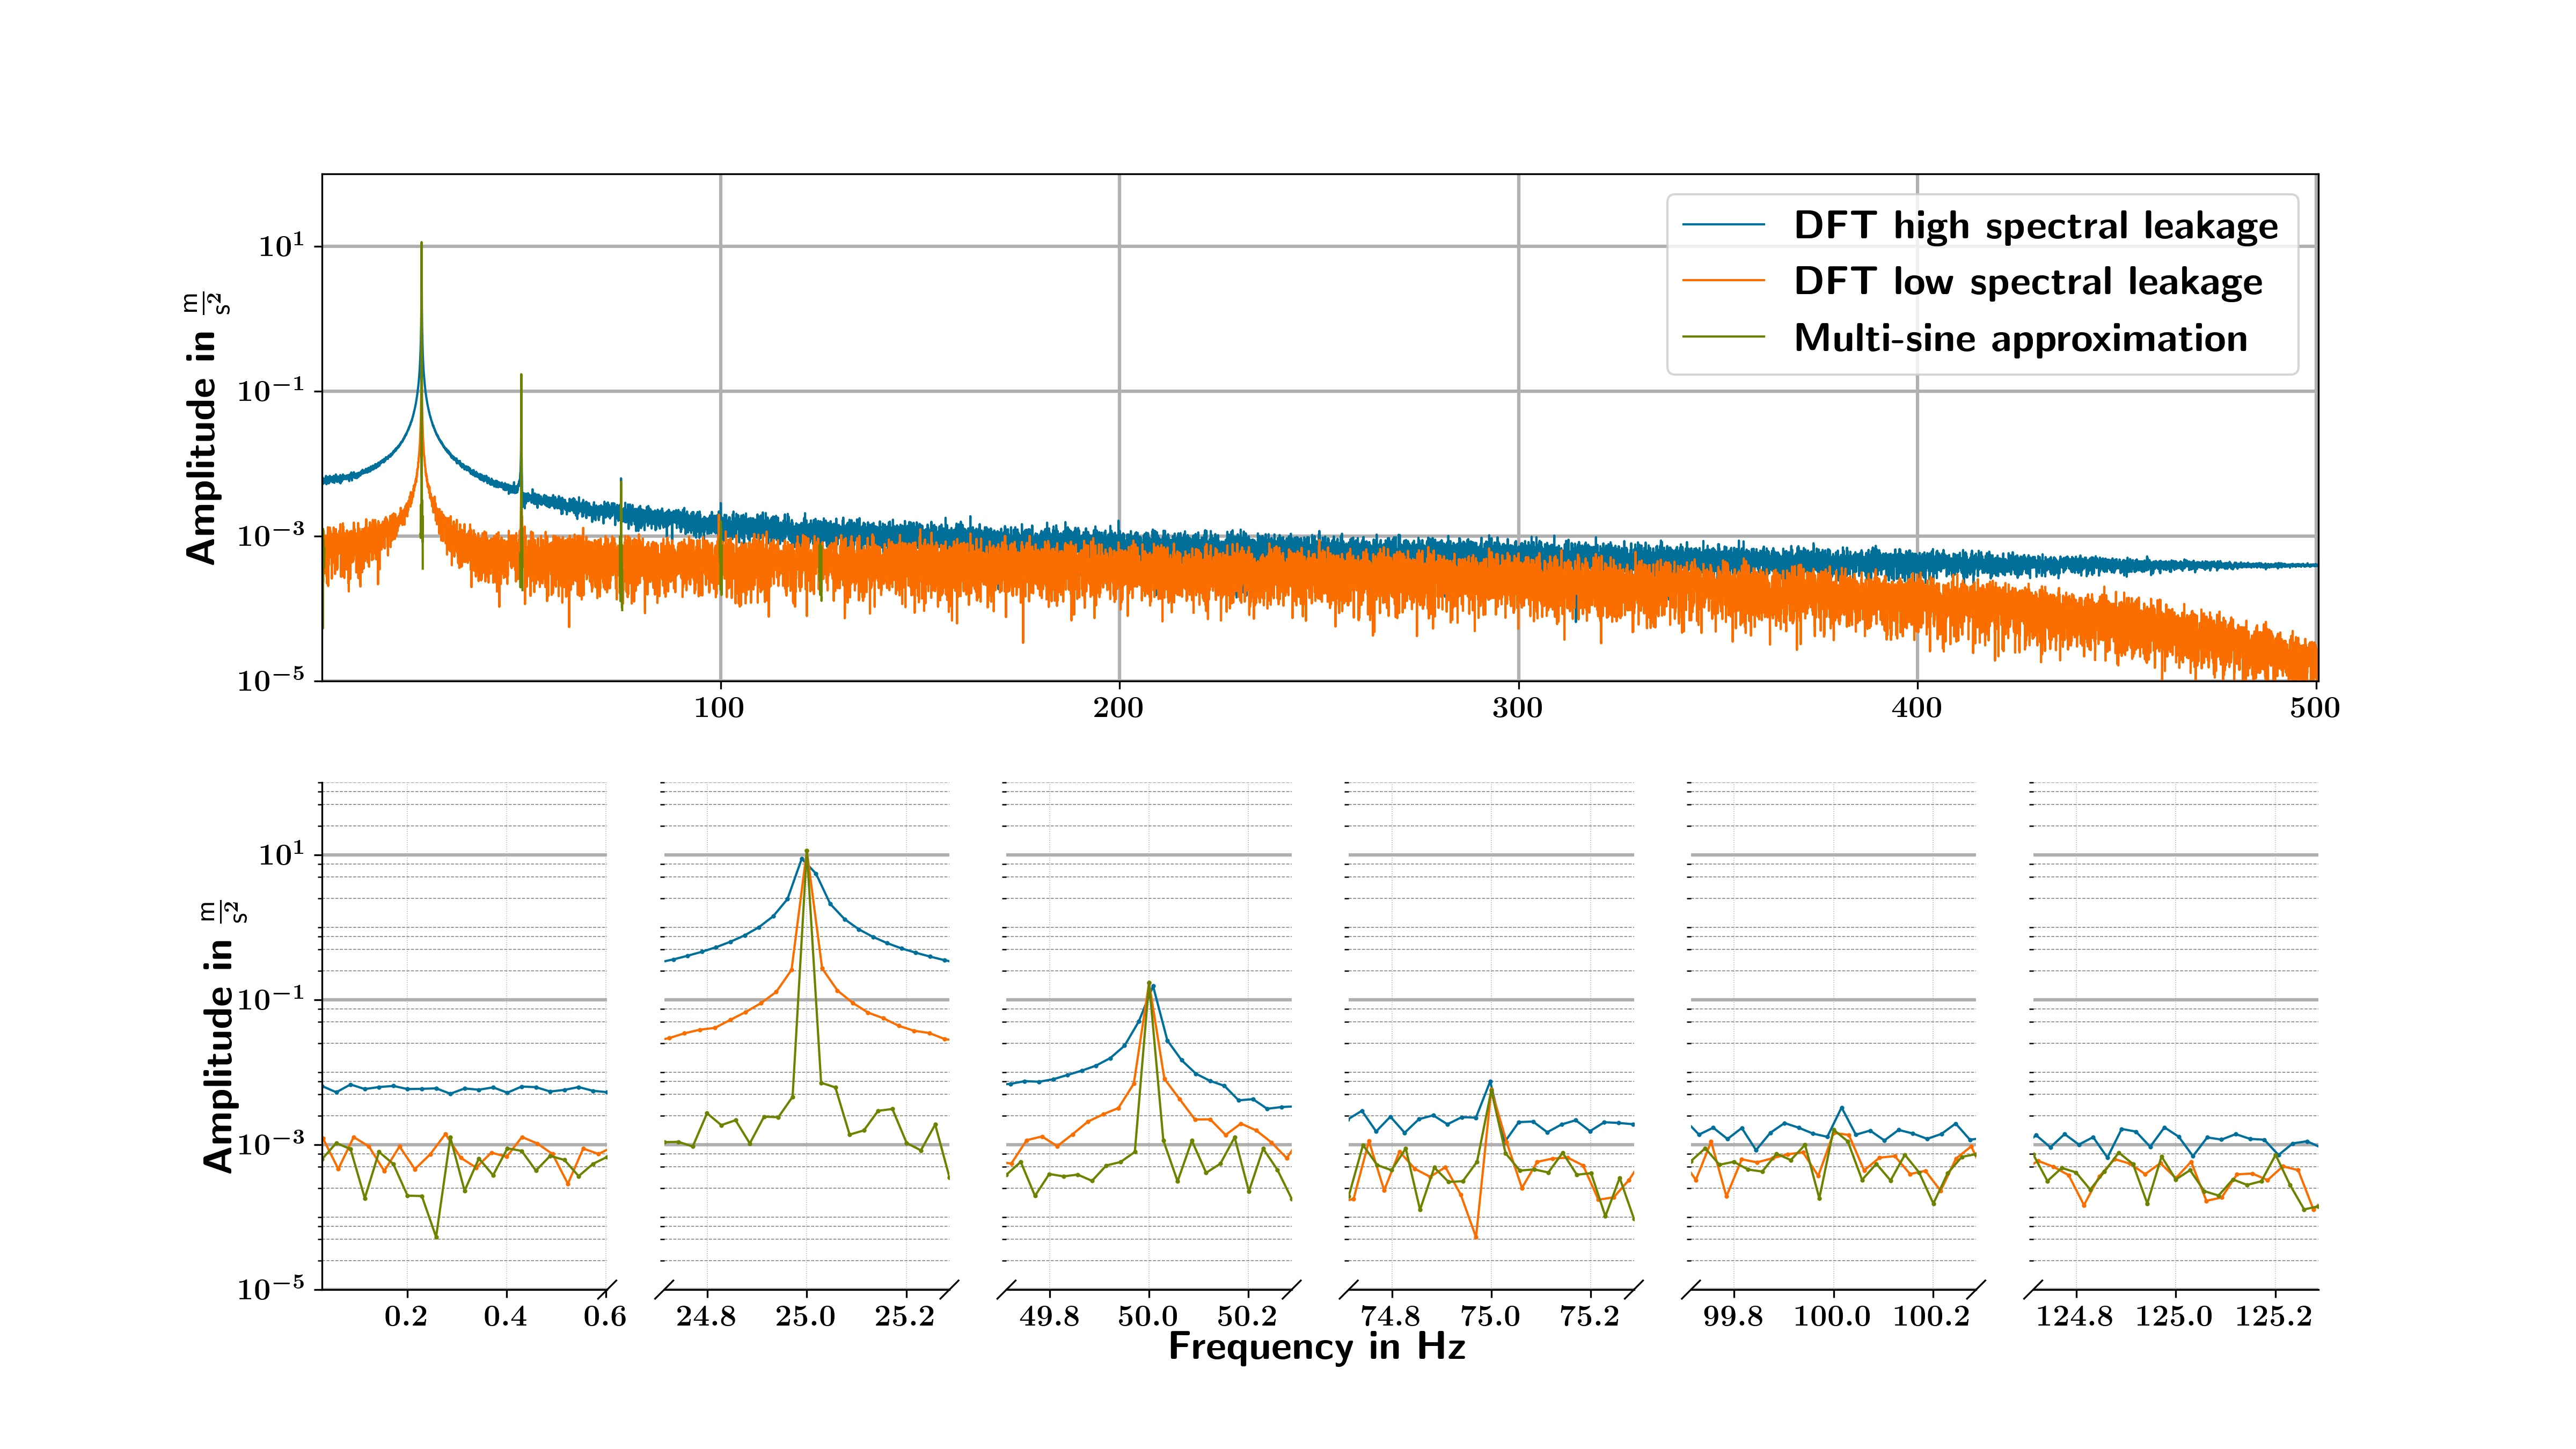 Amplitude in m/s²
10¹
10⁻¹
10⁻³
10⁻⁵
DFT high spectral leakage
DFT low spectral leakage
Multi-sine approximation
100 200 300 400 500
Amplitude in m/s²
10¹
10⁻¹
10⁻³
10⁻⁵
0.2 0.4 0.6 24.8 25.0 25.2 49.8 50.0 50.2 74.8 75.0 75.2 99.8 100.0 100.2 124.8 125.0 125.2
Frequency in Hz